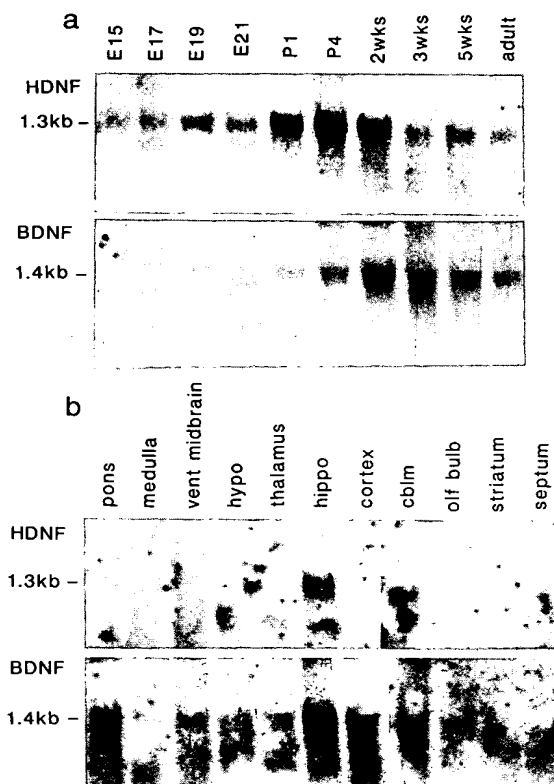 a
E15 E17 E19 E21 P1 P4 2wks 3wks 5wks adult
HDNF
1.3kb –
BDNF
1.4kb –
b
pons medulla vent midbrain hypo thalamus hippo cortex cblm olf bulb striatum septum
HDNF
1.3kb –
BDNF
1.4kb –